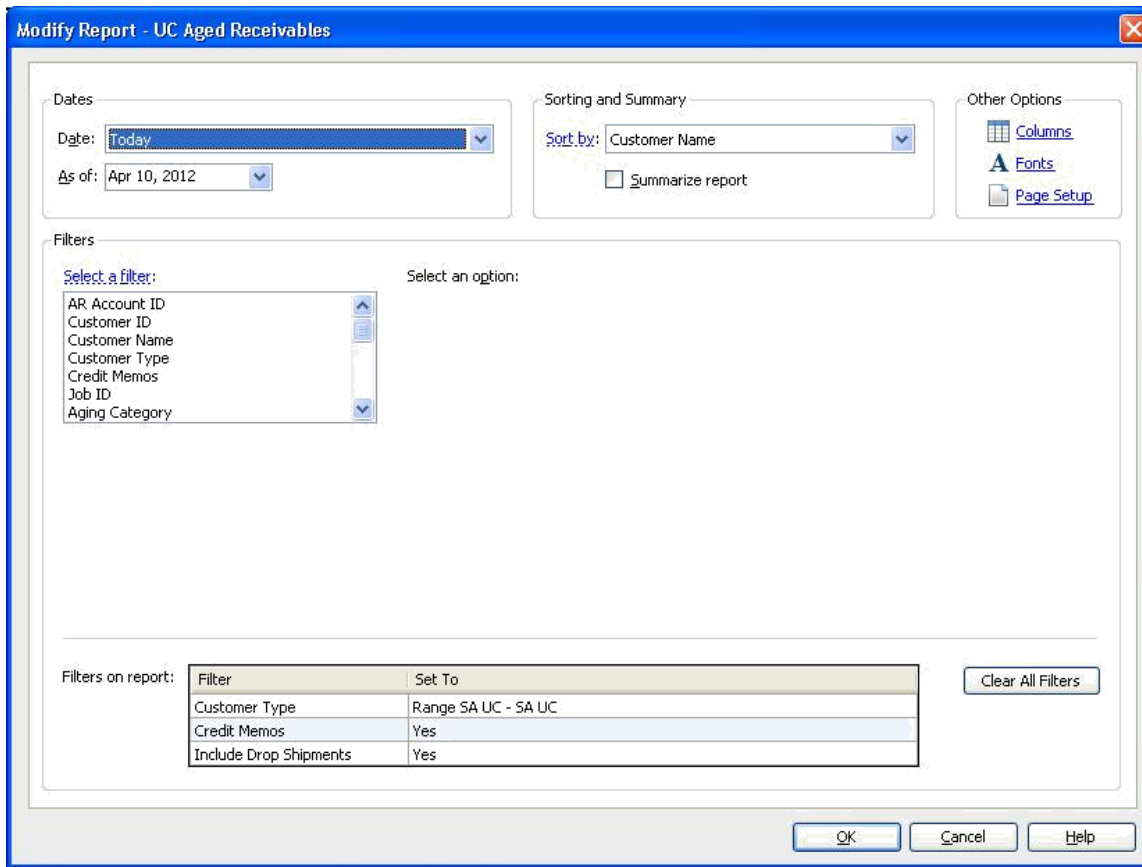 Modify Report - UC Aged Receivables
Dates
Date: Today
As of: Apr 10, 2012
Sorting and Summary
Sort by: Customer Name
Summarize report
Other Options
Columns
A Fonts
Page Setup
Filters
Select a filter:
AR Account ID
Customer ID
Customer Name
Customer Type
Credit Memos
Job ID
Aging Category
Select an option:
Filters on report:
Filter Set To
Customer Type Range SA UC - SA UC
Credit Memos Yes
Include Drop Shipments Yes
Clear All Filters
OK Cancel Help